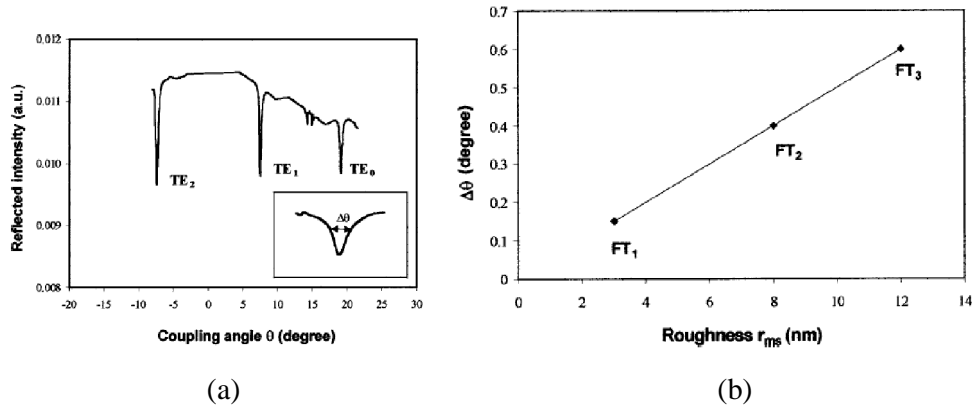 0.012
0.011
0.010
0.009
0.008
Reflected intensity (a.u.)
TE₂
TE₁
TE₀
Δθ
-20 -15 -10 -5 0 5 10 15 20 25 30
Coupling angle θ (degree)
(a)
0.7
0.6
0.5
0.4
0.3
0.2
0.1
0
Δθ (degree)
FT₁
FT₂
FT₃
0 2 4 6 8 10 12 14
Roughness rₘₛ (nm)
(b)